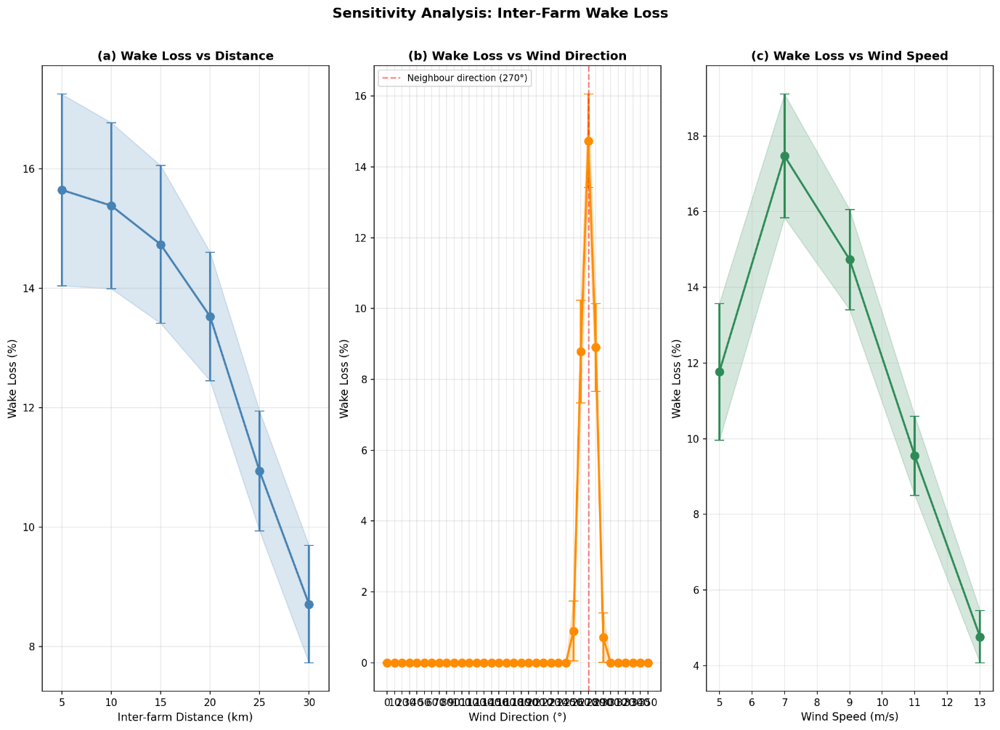 Sensitivity Analysis: Inter-Farm Wake Loss
(a) Wake Loss vs Distance
Wake Loss (%)
16
14
12
10
8
5 10 15 20 25 30
Inter-farm Distance (km)
(b) Wake Loss vs Wind Direction
Neighbour direction (270°)
Wake Loss (%)
16
14
12
10
8
6
4
2
0
Wind Direction (°)
(c) Wake Loss vs Wind Speed
Wake Loss (%)
18
16
14
12
10
8
6
4
5 6 7 8 9 10 11 12 13
Wind Speed (m/s)